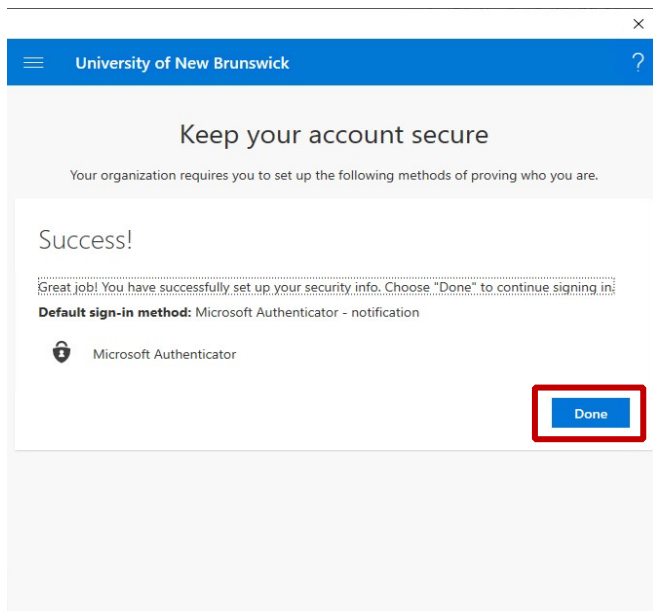 University of New Brunswick
?
Keep your account secure
Your organization requires you to set up the following methods of proving who you are.
Success!
Great job! You have successfully set up your security info. Choose "Done" to continue signing in.
Default sign-in method: Microsoft Authenticator - notification
Microsoft Authenticator
Done